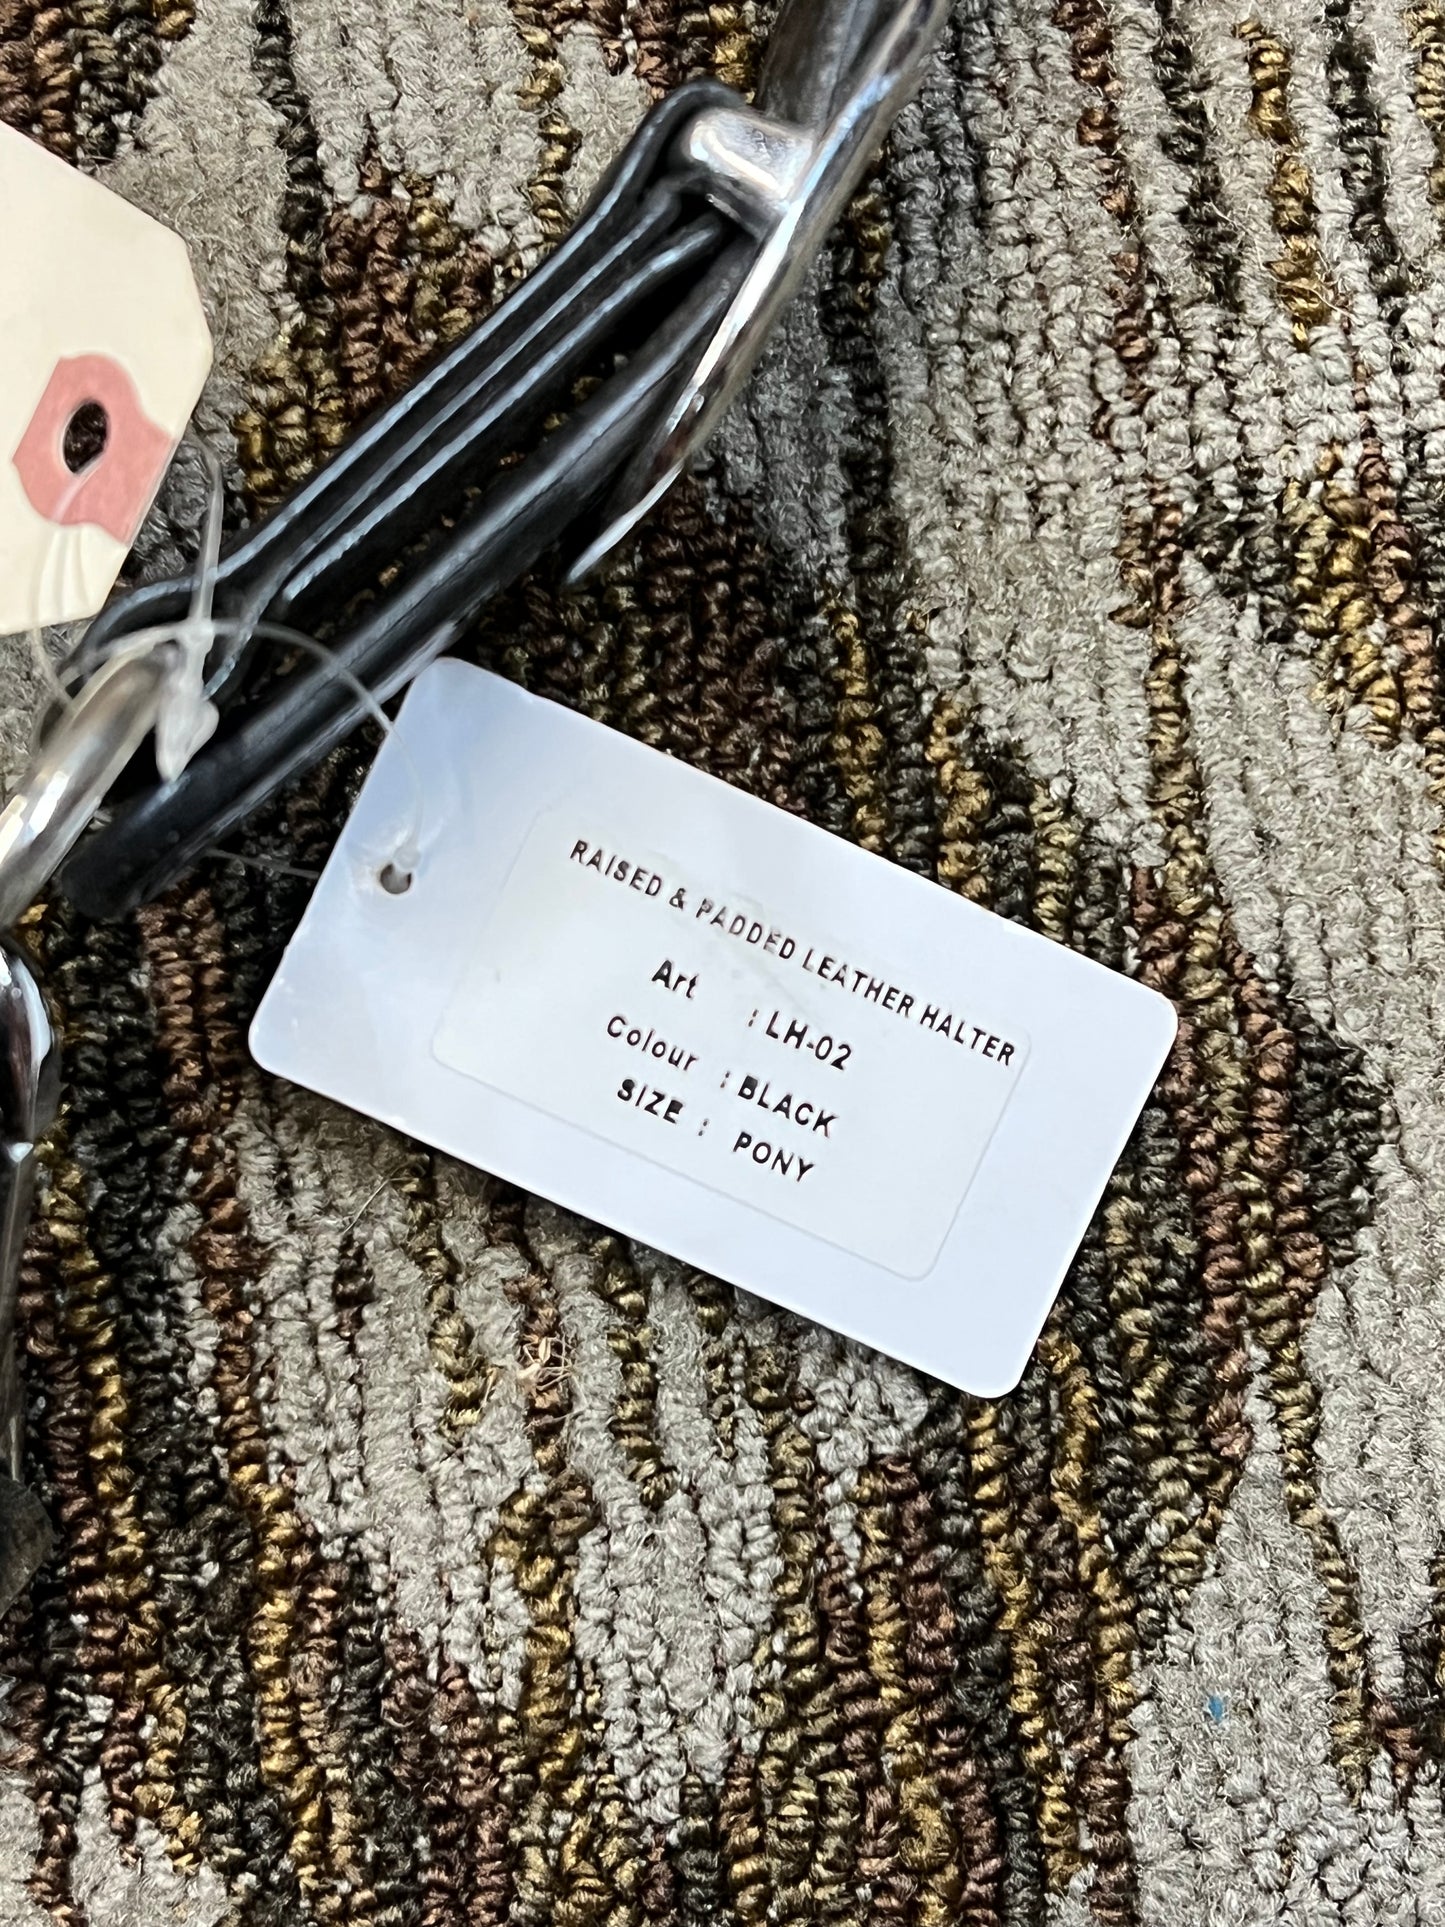 RAISED & PADDED LEATHER HALTER
Art : LH-02
Colour : BLACK
SIZE : PONY